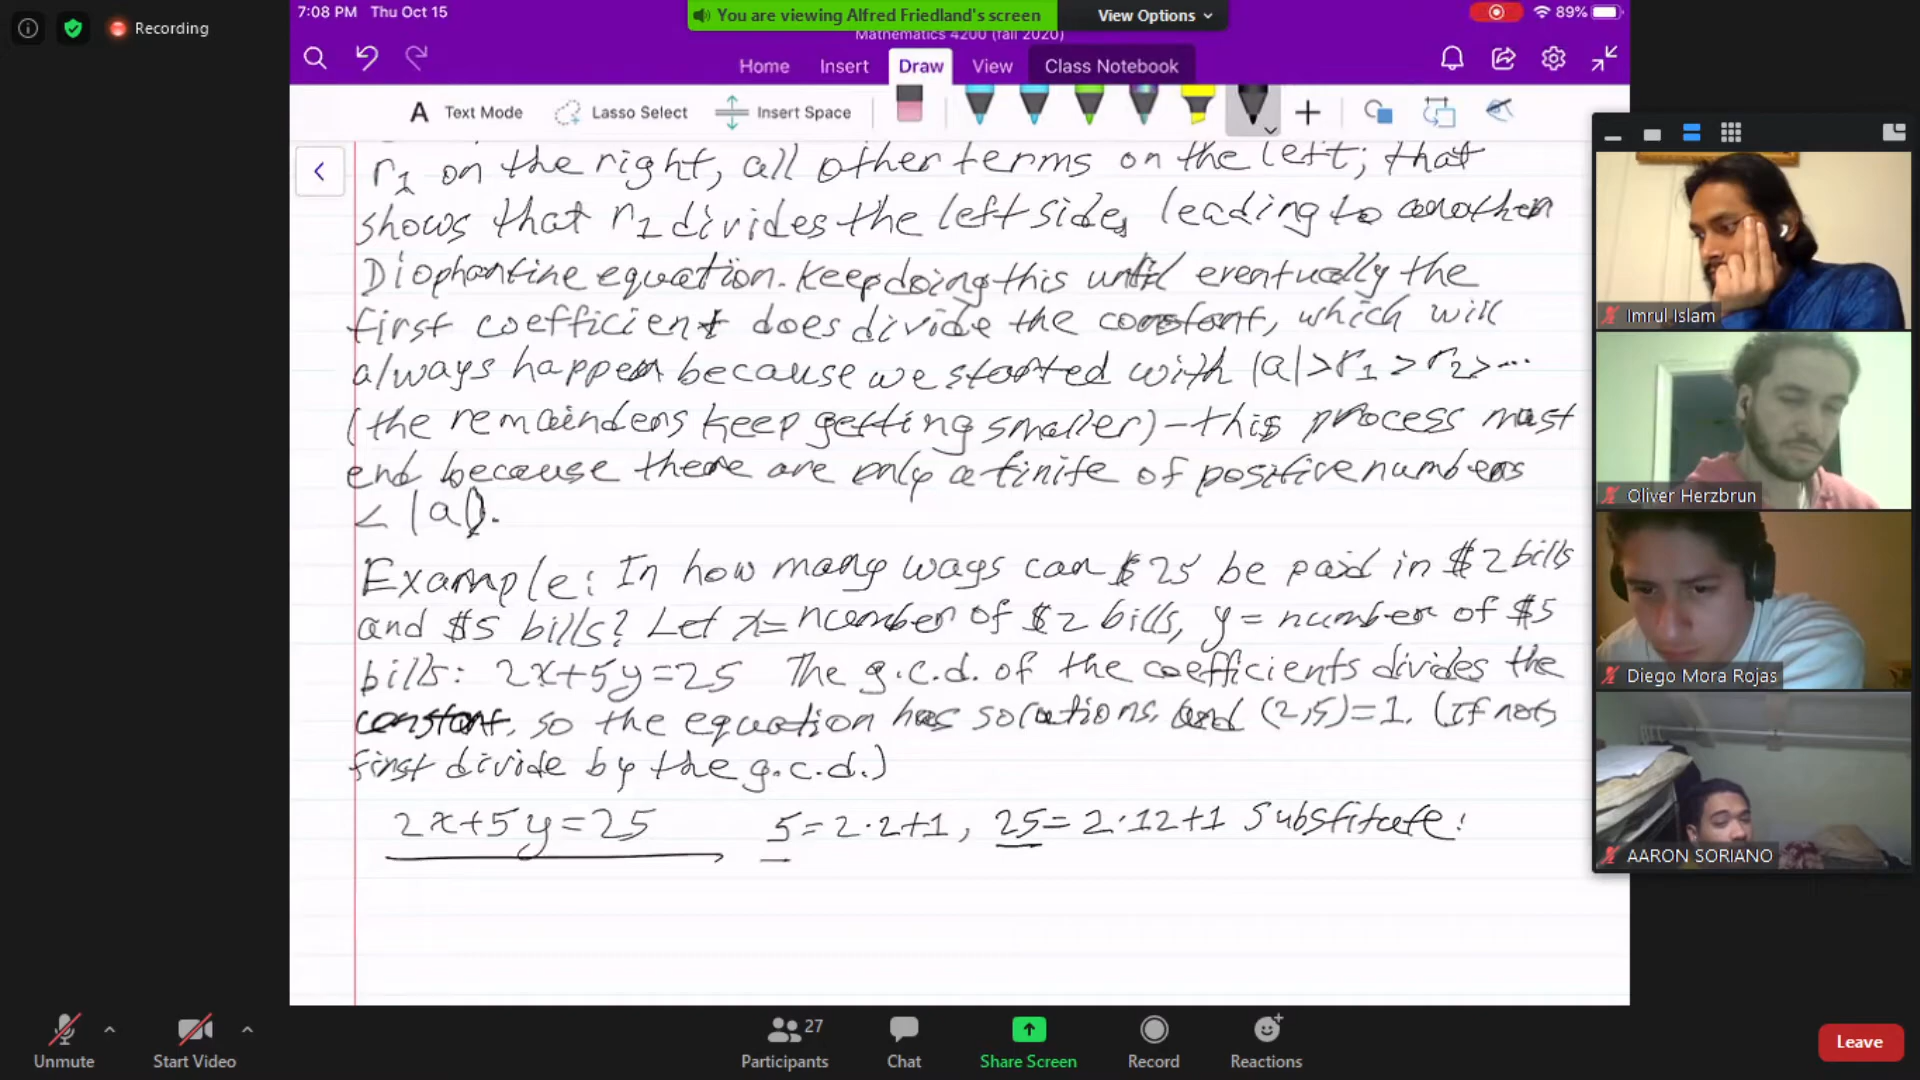 7:08 PM Thu Oct 15
You are viewing Alfred Friedland's screen
View Options
89%
Recording
Mathematics 4200 (fall 2020)
Home Insert Draw View Class Notebook
A Text Mode Lasso Select Insert Space
r₁ on the right, all other terms on the left; that
shows that r₁ divides the left side, leading to another
Diophantine equation. Keep doing this until eventually the
first coefficient does divide the constant, which will
always happen because we started with |a|>r₁>r₂>...
(the remainders keep getting smaller) - this process must
end because there are only a finite of positive numbers
< |a|).
Example: In how many ways can $25 be paid in $2 bills
and $5 bills? Let x= number of $2 bills, y = number of $5
bills: 2x+5y=25 The g.c.d. of the coefficients divides the
constant, so the equation has solutions, and (2,5)=1. (If not,
first divide by the g.c.d.)
2x+5y=25 5=2·2+1, 25=2·12+1 Substitute:
Imrul Islam
Oliver Herzbrun
Diego Mora Rojas
AARON SORIANO
Unmute
Start Video
27
Participants
Chat
Share Screen
Record
Reactions
Leave